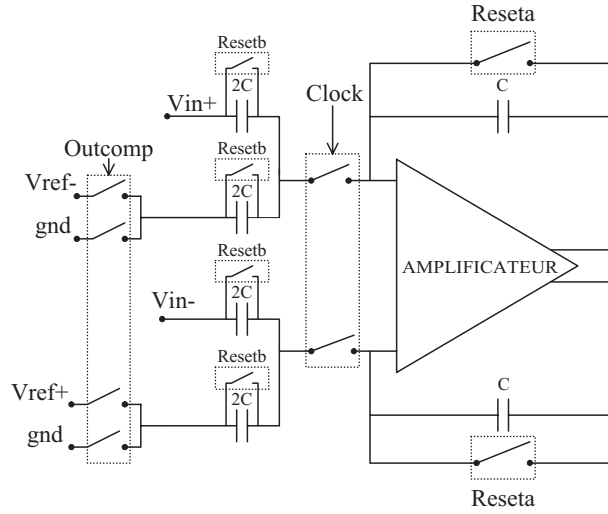 Reseta
Resetb
C
2C
Clock
Vin+
Outcomp
Resetb
Vref-
2C
gnd
Resetb
AMPLIFICATEUR
2C
Vin-
Resetb
Vref+
C
2C
gnd
Reseta